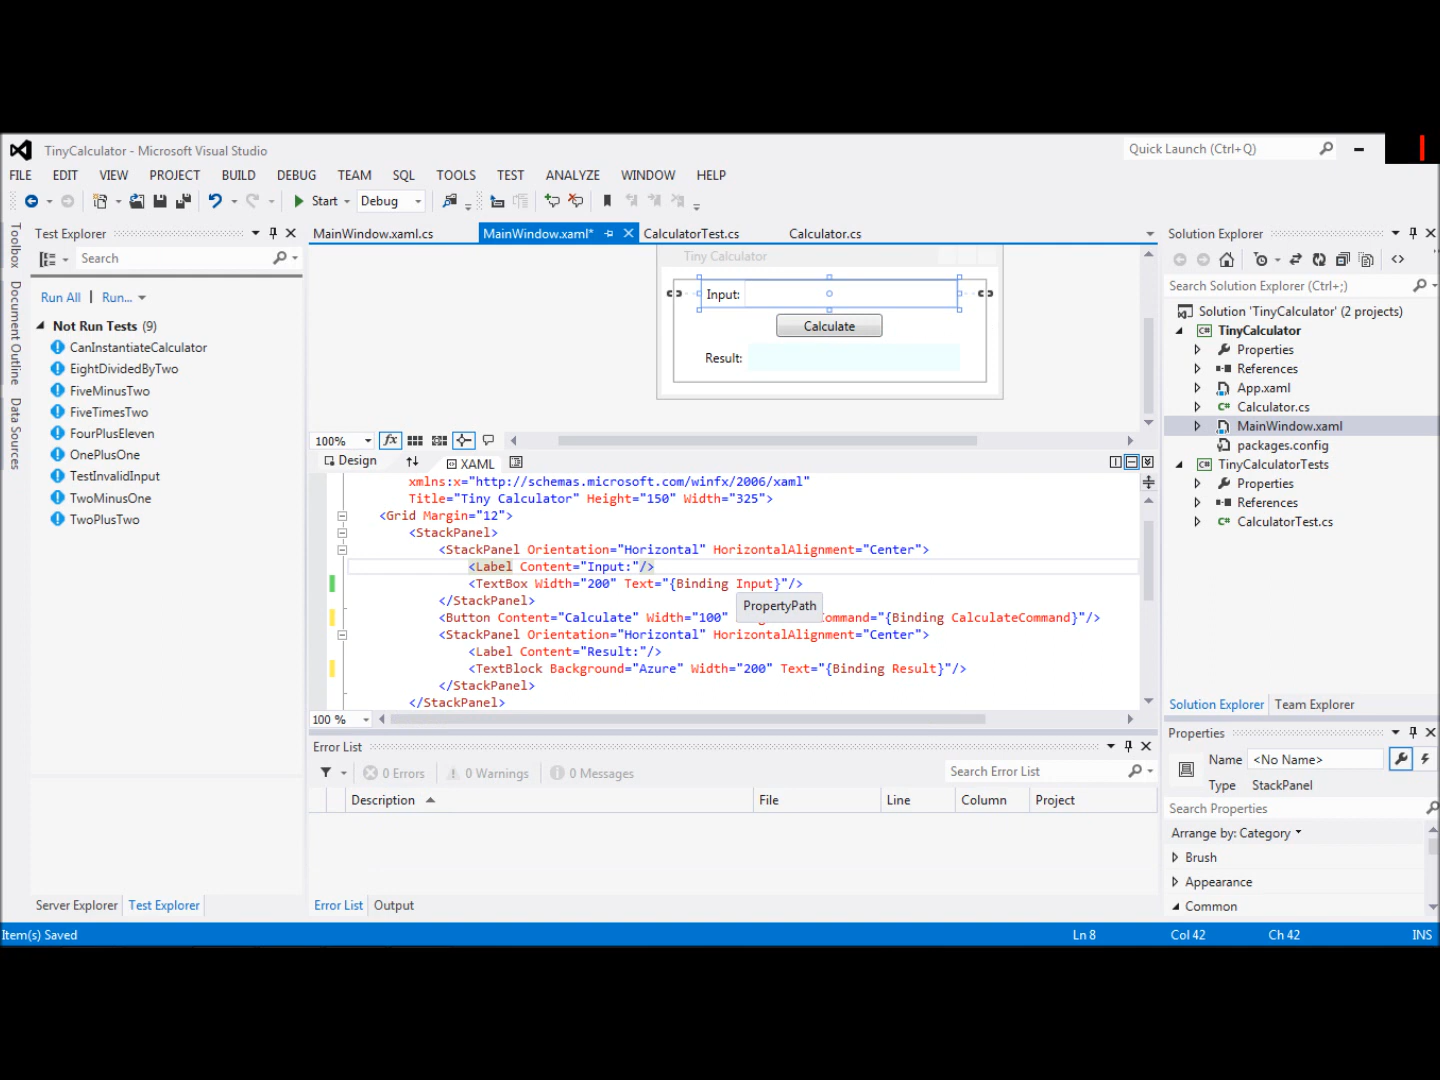 TinyCalculator - Microsoft Visual Studio
Quick Launch (Ctrl+Q)
FILE EDIT VIEW PROJECT BUILD DEBUG TEAM SQL TOOLS TEST ANALYZE WINDOW HELP
Start Debug
Toolbox
Document Outline
Data Sources
Test Explorer
Search
Run All | Run...
Not Run Tests (9)
CanInstantiateCalculator
EightDividedByTwo
FiveMinusTwo
FiveTimesTwo
FourPlusEleven
OnePlusOne
TestInvalidInput
TwoMinusOne
TwoPlusTwo
Server Explorer Test Explorer
MainWindow.xaml.cs MainWindow.xaml* CalculatorTest.cs Calculator.cs
Tiny Calculator
Input:
Calculate
Result:
100% fx
Design XAML
xmlns:x="http://schemas.microsoft.com/winfx/2006/xaml"
Title="Tiny Calculator" Height="150" Width="325">
<Grid Margin="12">
<StackPanel>
<StackPanel Orientation="Horizontal" HorizontalAlignment="Center">
<Label Content="Input:"/>
<TextBox Width="200" Text="{Binding Input}"/>
</StackPanel>
PropertyPath
<Button Content="Calculate" Width="100" ommand="{Binding CalculateCommand}"/>
<StackPanel Orientation="Horizontal" HorizontalAlignment="Center">
<Label Content="Result:"/>
<TextBlock Background="Azure" Width="200" Text="{Binding Result}"/>
</StackPanel>
</StackPanel>
100 %
Error List
0 Errors 0 Warnings 0 Messages
Search Error List
Description File Line Column Project
Error List Output
Solution Explorer
Search Solution Explorer (Ctrl+;)
Solution 'TinyCalculator' (2 projects)
TinyCalculator
Properties
References
App.xaml
Calculator.cs
MainWindow.xaml
packages.config
TinyCalculatorTests
Properties
References
CalculatorTest.cs
Solution Explorer Team Explorer
Properties
Name <No Name>
Type StackPanel
Search Properties
Arrange by: Category
Brush
Appearance
Common
Item(s) Saved Ln 8 Col 42 Ch 42 INS